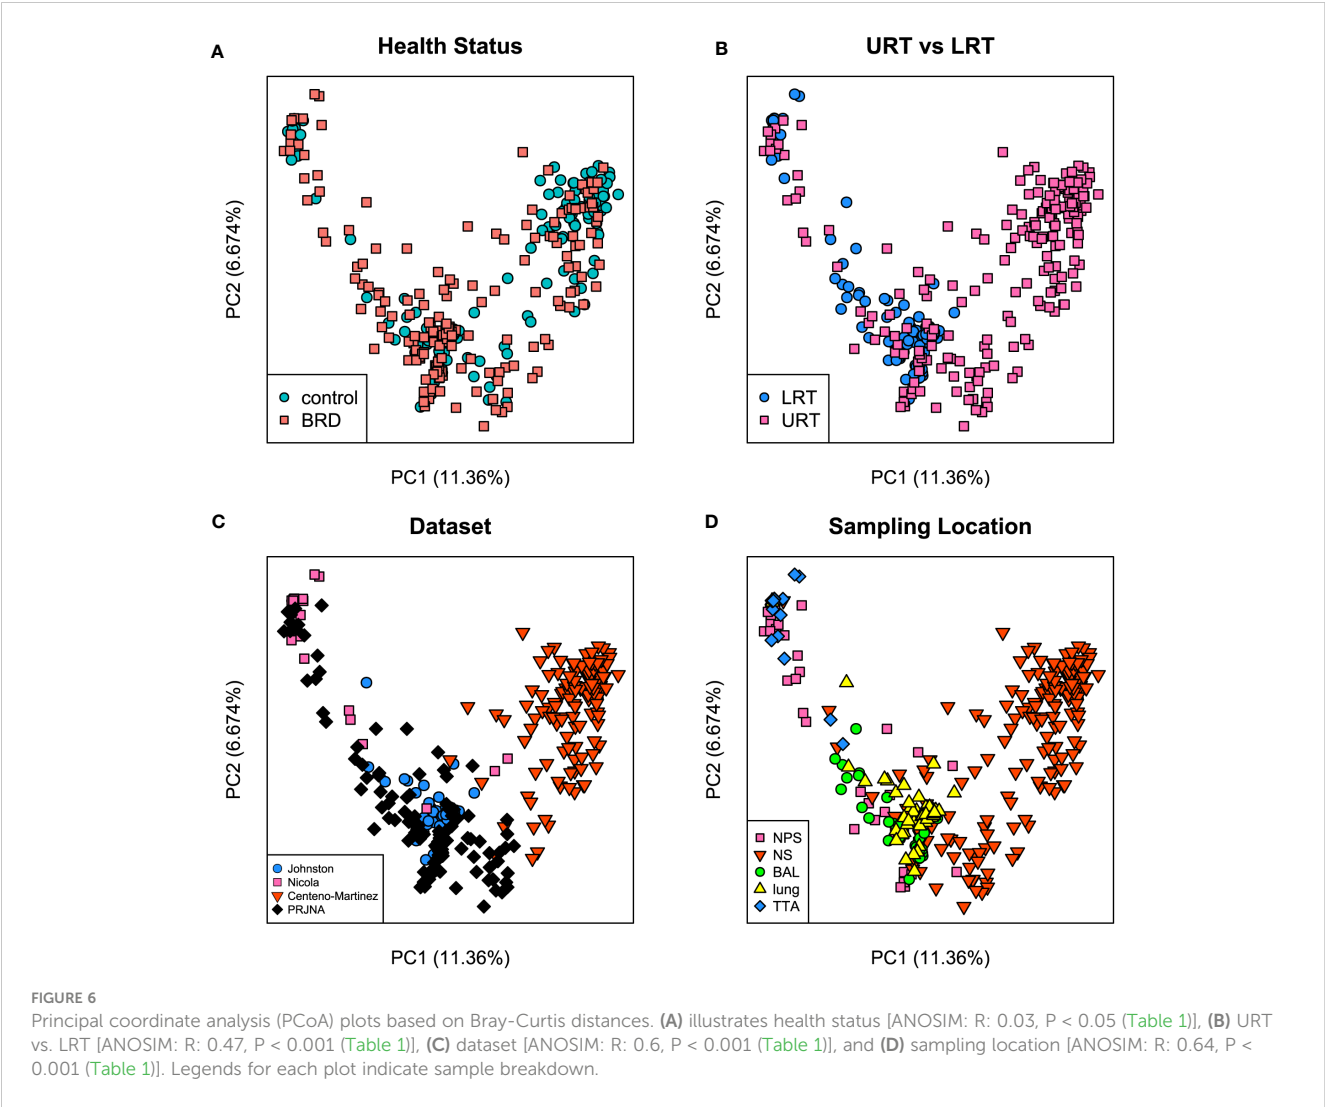 A
Health Status
PC2 (6.674%)
control
BRD
PC1 (11.36%)
B
URT vs LRT
PC2 (6.674%)
LRT
URT
PC1 (11.36%)
C
Dataset
PC2 (6.674%)
Johnston
Nicola
Centeno-Martinez
PRJNA
PC1 (11.36%)
D
Sampling Location
PC2 (6.674%)
NPS
NS
BAL
lung
TTA
PC1 (11.36%)
FIGURE 6
Principal coordinate analysis (PCoA) plots based on Bray-Curtis distances. (A) illustrates health status [ANOSIM: R: 0.03, P < 0.05 (Table 1)], (B) URT
vs. LRT [ANOSIM: R: 0.47, P < 0.001 (Table 1)], (C) dataset [ANOSIM: R: 0.6, P < 0.001 (Table 1)], and (D) sampling location [ANOSIM: R: 0.64, P <
0.001 (Table 1)]. Legends for each plot indicate sample breakdown.